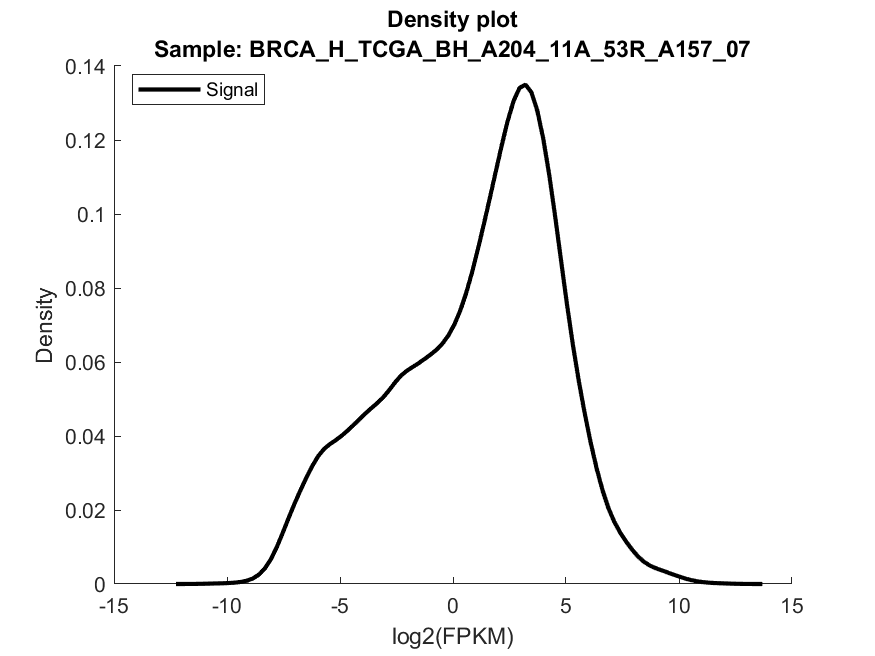 Density plot
Sample: BRCA_H_TCGA_BH_A204_11A_53R_A157_07
Signal
0.14
0.12
0.1
0.08
0.06
0.04
0.02
0
Density
-15 -10 -5 0 5 10 15
log2(FPKM)